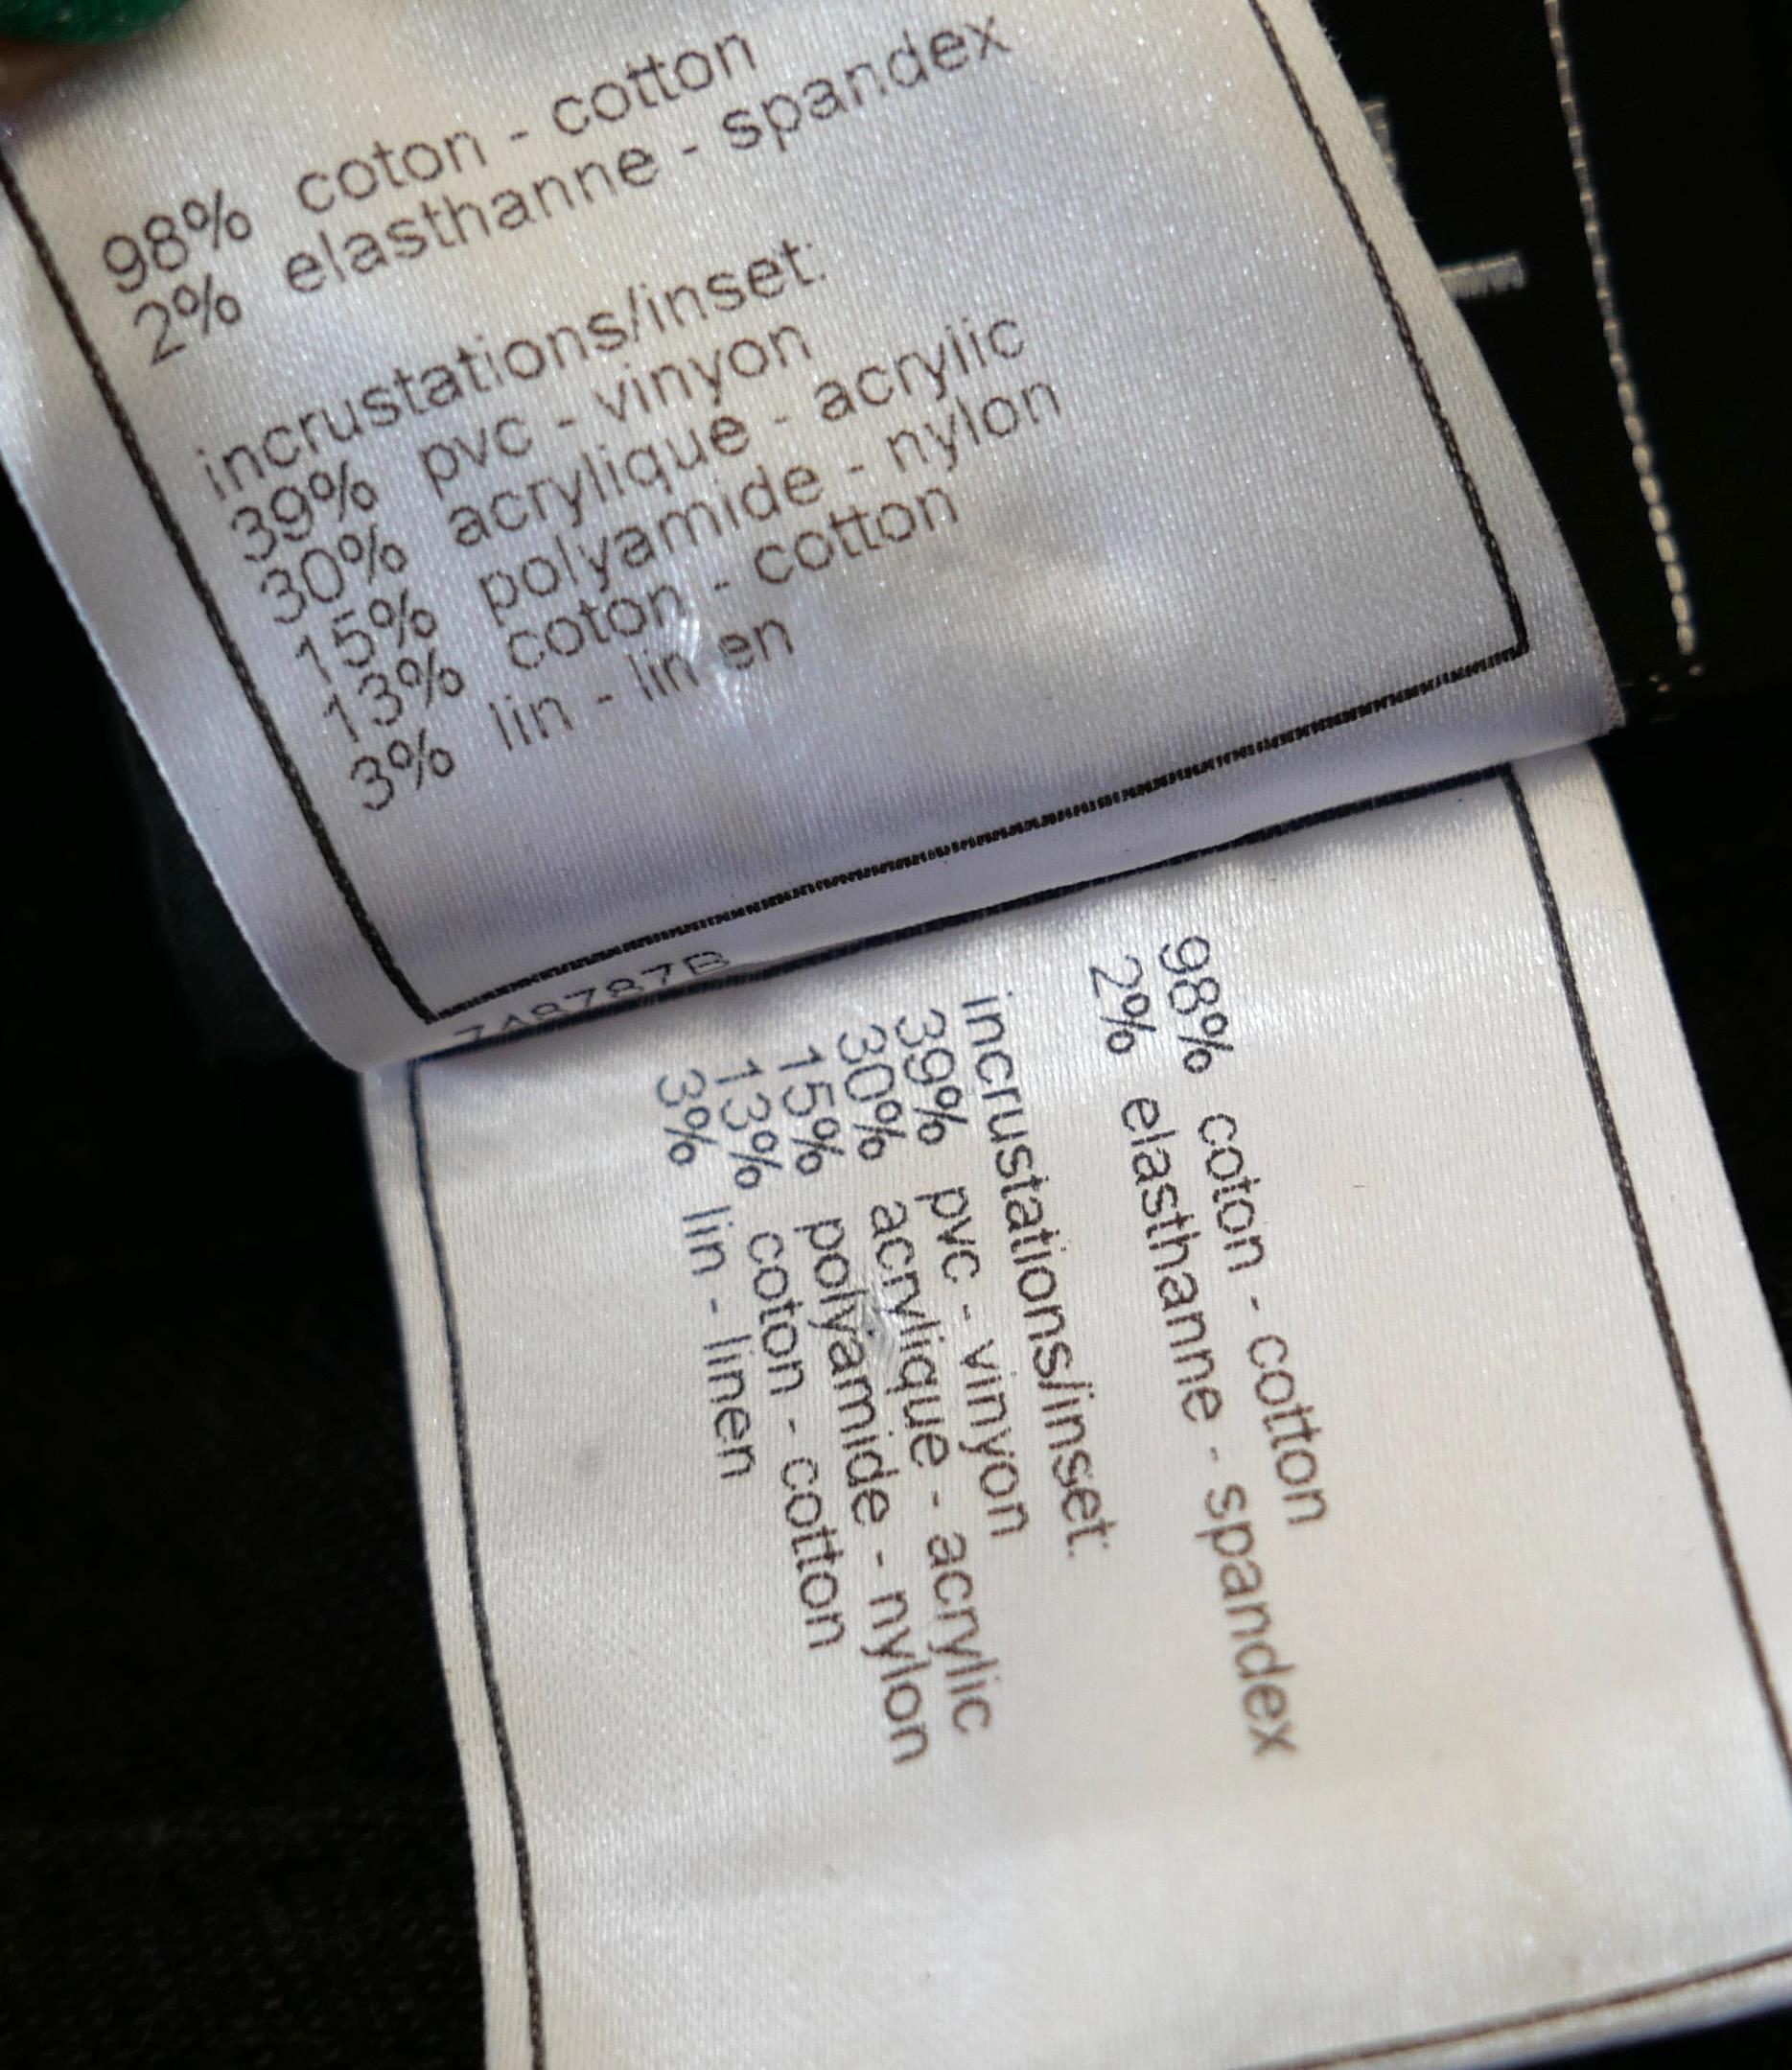 98% coton - cotton
2% elasthanne - spandex
incrustations/inset:
39% pvc - vinyon
30% acrylique - acrylic
15% polyamide - nylon
13% coton - cotton
3% lin - linen
98% coton - cotton
2% elasthanne - spandex
incrustations/inset:
39% pvc - vinyon
30% acrylique - acrylic
15% polyamide - nylon
13% coton - cotton
3% lin - linen